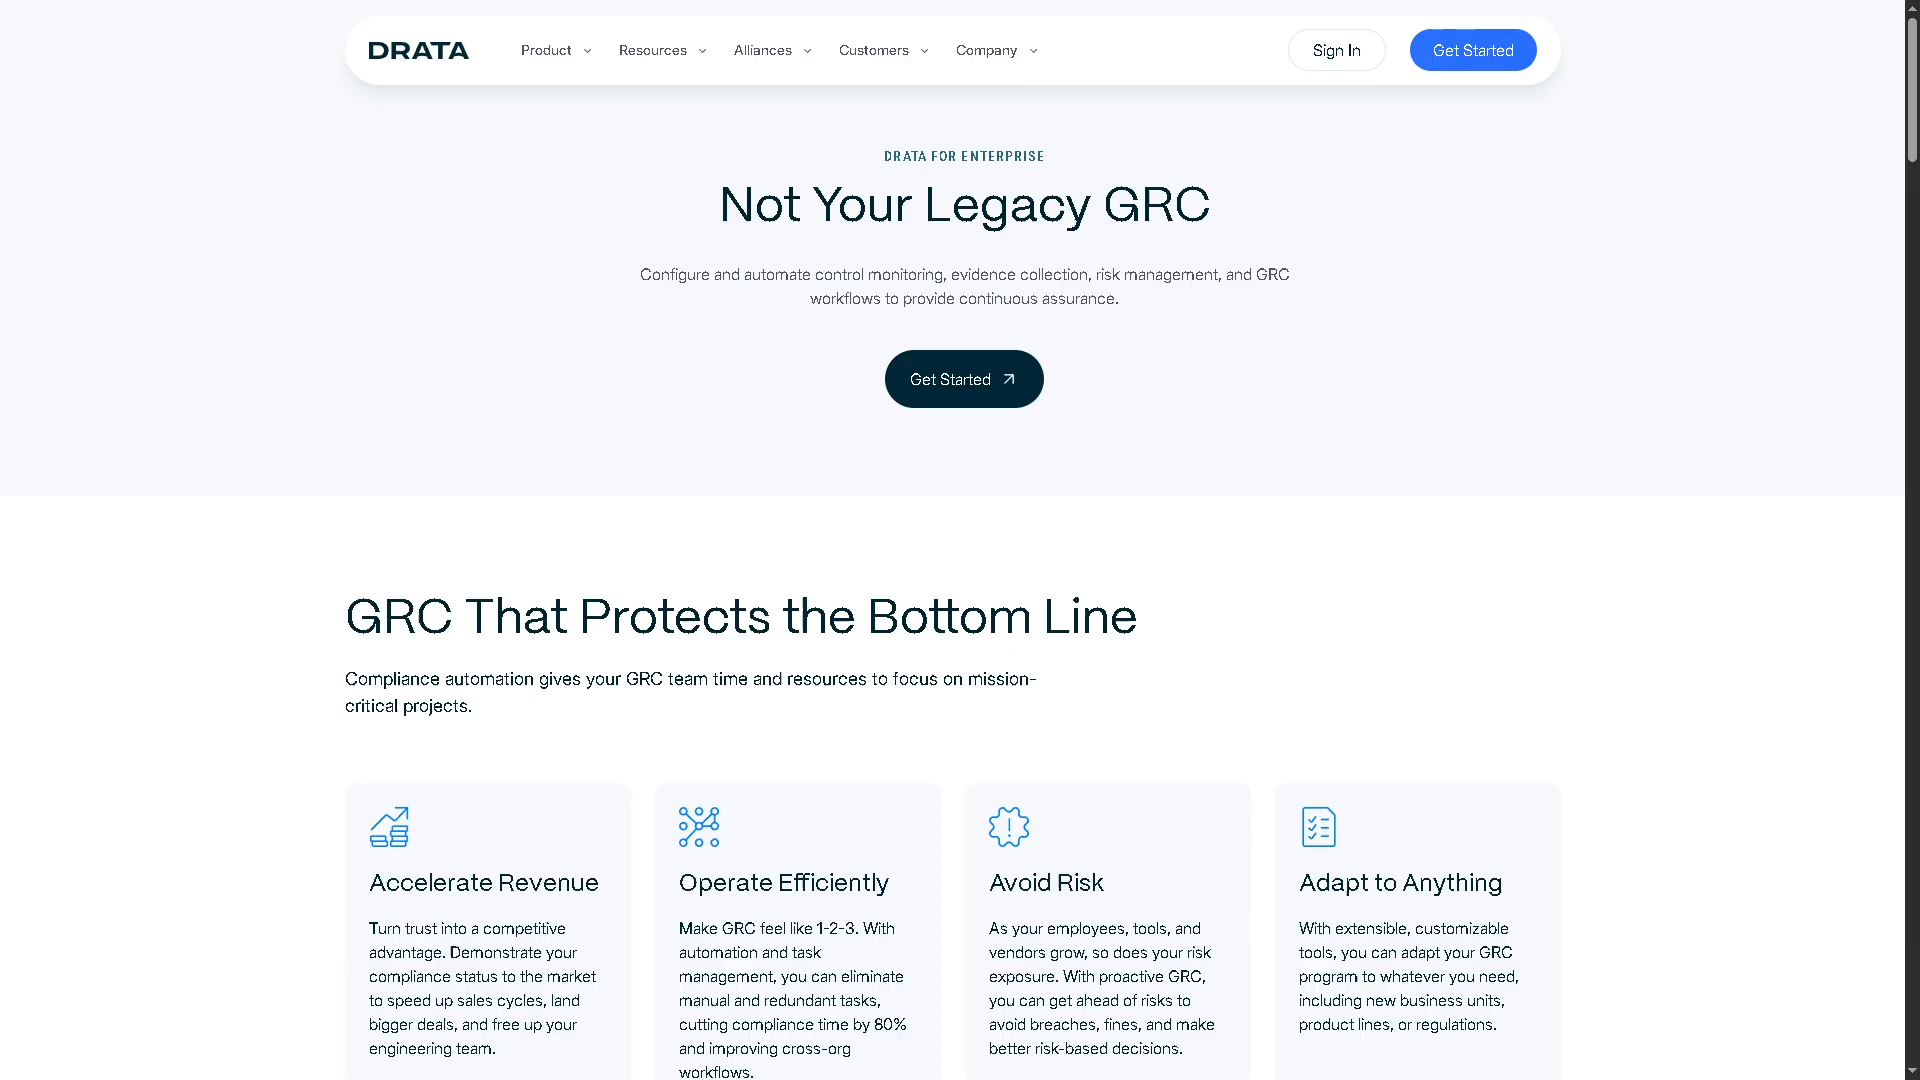 DRATA
Product
Resources
Alliances
Customers
Company
Sign In
Get Started
DRATA FOR ENTERPRISE
Not Your Legacy GRC
Configure and automate control monitoring, evidence collection, risk management, and GRC
workflows to provide continuous assurance.
Get Started
GRC That Protects the Bottom Line
Compliance automation gives your GRC team time and resources to focus on mission-
critical projects.
Accelerate Revenue
Turn trust into a competitive
advantage. Demonstrate your
compliance status to the market
to speed up sales cycles, land
bigger deals, and free up your
engineering team.
Operate Efficiently
Make GRC feel like 1-2-3. With
automation and task
management, you can eliminate
manual and redundant tasks,
cutting compliance time by 80%
and improving cross-org
workflows.
Avoid Risk
As your employees, tools, and
vendors grow, so does your risk
exposure. With proactive GRC,
you can get ahead of risks to
avoid breaches, fines, and make
better risk-based decisions.
Adapt to Anything
With extensible, customizable
tools, you can adapt your GRC
program to whatever you need,
including new business units,
product lines, or regulations.